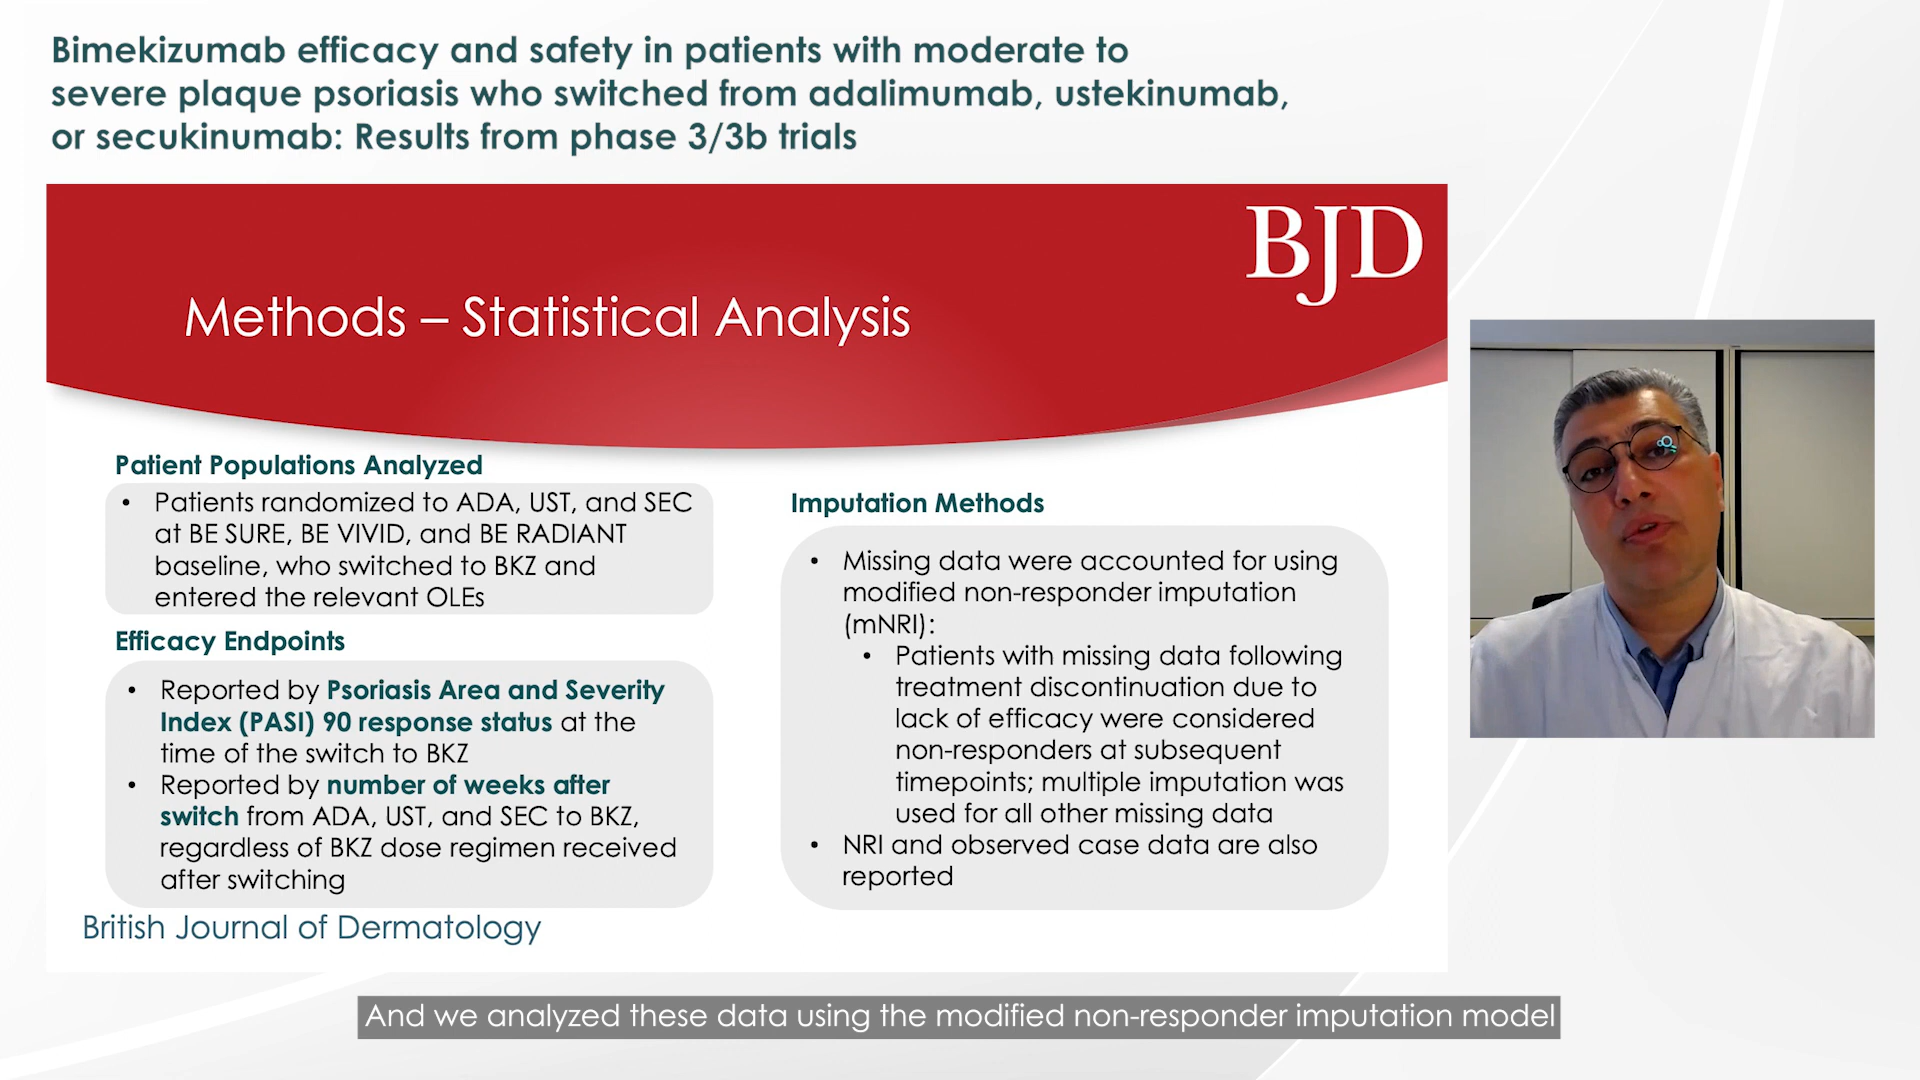 Bimekizumab efficacy and safety in patients with moderate to
severe plaque psoriasis who switched from adalimumab, ustekinumab,
or secukinumab: Results from phase 3/3b trials
BJD
Methods – Statistical Analysis
Patient Populations Analyzed
• Patients randomized to ADA, UST, and SEC
at BE SURE, BE VIVID, and BE RADIANT
baseline, who switched to BKZ and
entered the relevant OLEs
Efficacy Endpoints
• Reported by Psoriasis Area and Severity
Index (PASI) 90 response status at the
time of the switch to BKZ
• Reported by number of weeks after
switch from ADA, UST, and SEC to BKZ,
regardless of BKZ dose regimen received
after switching
Imputation Methods
• Missing data were accounted for using
modified non-responder imputation
(mNRI):
• Patients with missing data following
treatment discontinuation due to
lack of efficacy were considered
non-responders at subsequent
timepoints; multiple imputation was
used for all other missing data
• NRI and observed case data are also
reported
British Journal of Dermatology
And we analyzed these data using the modified non-responder imputation model